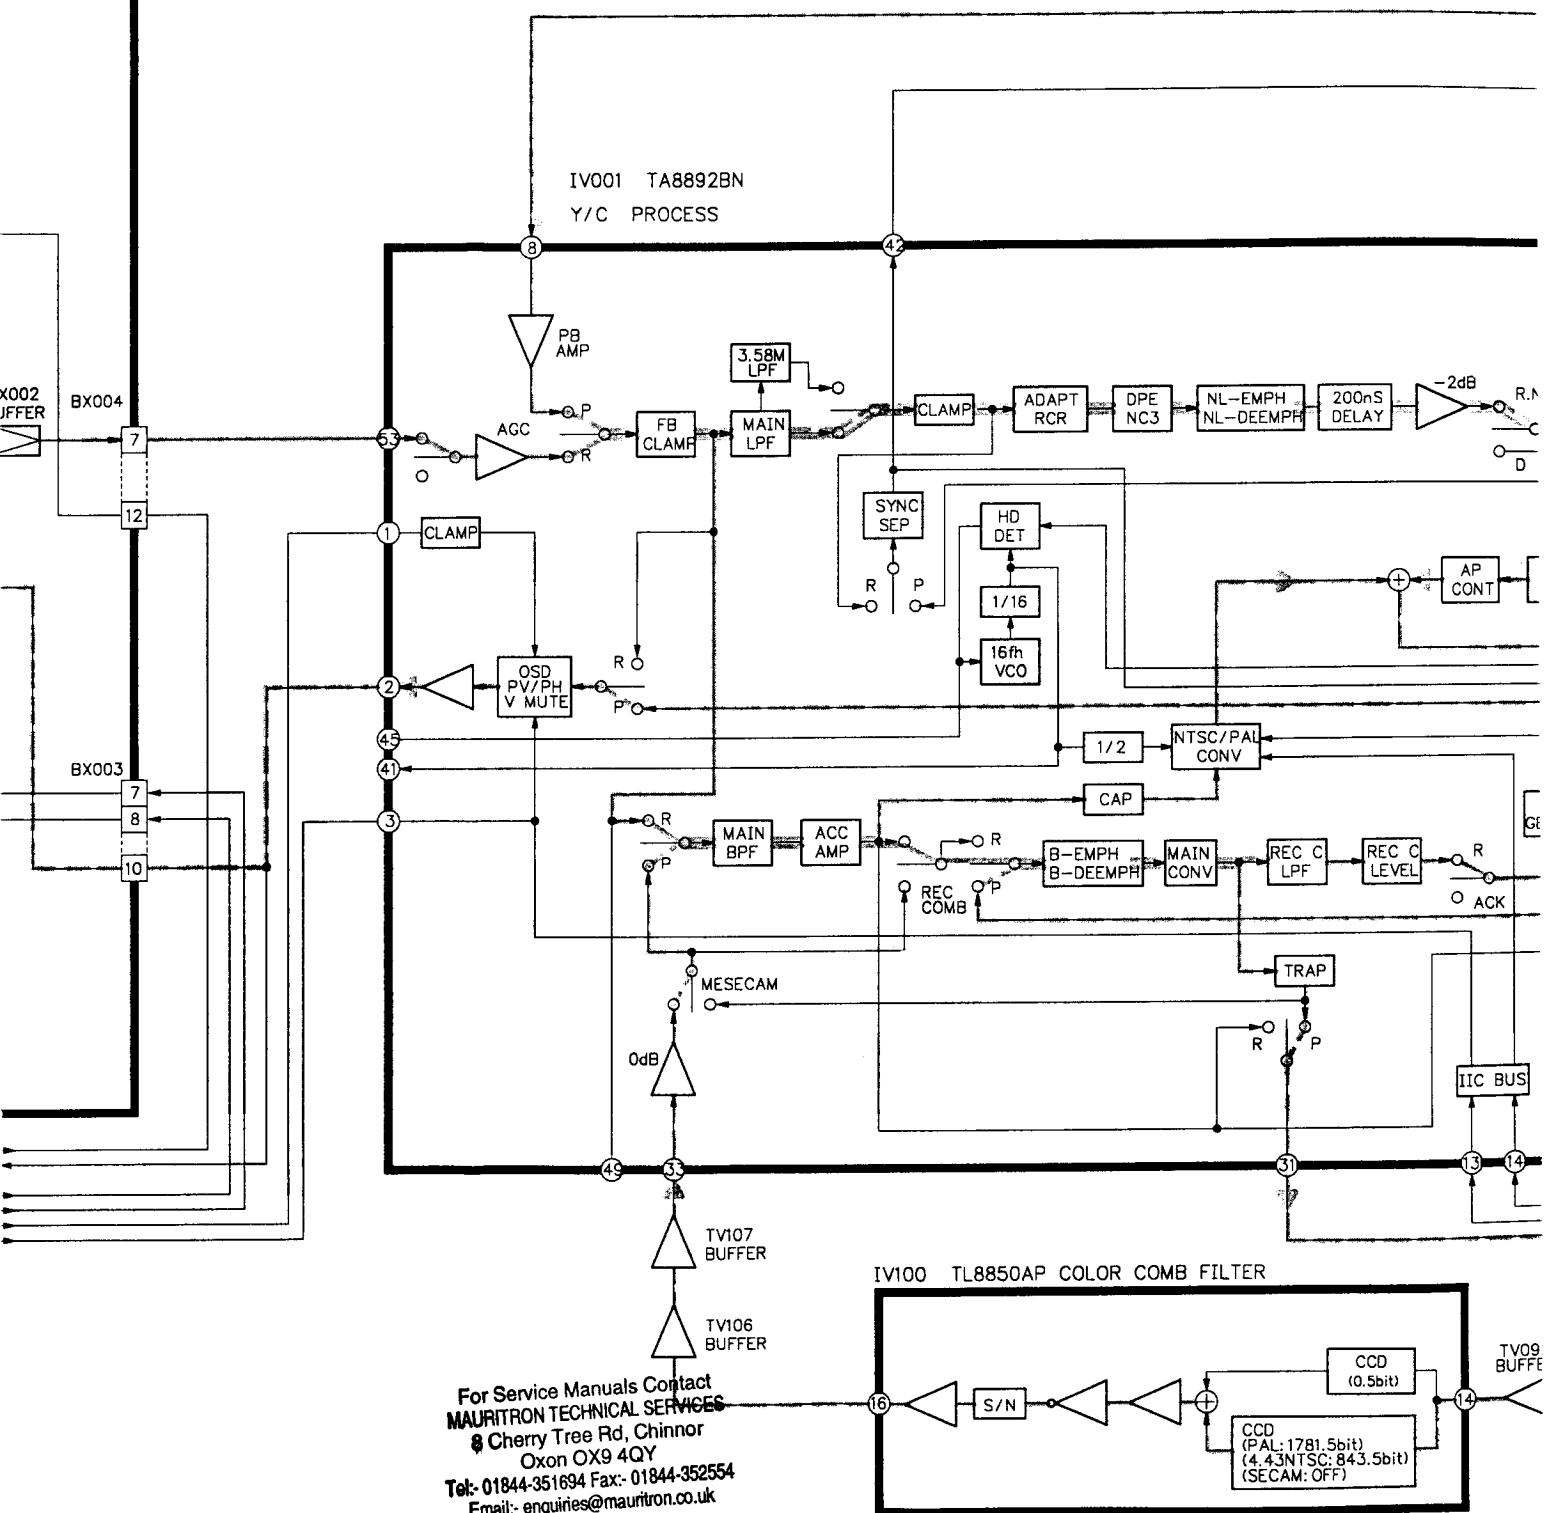 IV001 TA8892BN
Y/C PROCESS
8
42
PB
AMP
3.58M
LPF
BX004
7
53
AGC
P
R
FB
CLAMP
MAIN
LPF
CLAMP
ADAPT
RCR
DPE
NC3
NL-EMPH
NL-DEEMPH
200nS
DELAY
-2dB
D
12
1
CLAMP
SYNC
SEP
R
P
HD
DET
1/16
16fh
VCO
+
AP
CONT
2
OSD
PV/PH
V MUTE
R
P
45
41
1/2
NTSC/PAL
CONV
CAP
BX003
7
8
10
3
R
P
MAIN
BPF
ACC
AMP
REC
COMB
R
P
B-EMPH
B-DEEMPH
MAIN
CONV
REC C
LPF
REC C
LEVEL
R
ACK
MESECAM
TRAP
R
P
0dB
IIC BUS
49
33
31
13
14
TV107
BUFFER
TV106
BUFFER
IV100 TL8850AP COLOR COMB FILTER
16
S/N
+
CCD
(0.5bit)
CCD
(PAL:1781.5bit)
(4.43NTSC:843.5bit)
(SECAM:OFF)
14
For Service Manuals Contact
MAURITRON TECHNICAL SERVICES
8 Cherry Tree Rd, Chinnor
Oxon OX9 4QY
Tel:- 01844-351694 Fax:- 01844-352554
Email:- enquiries@mauritron.co.uk